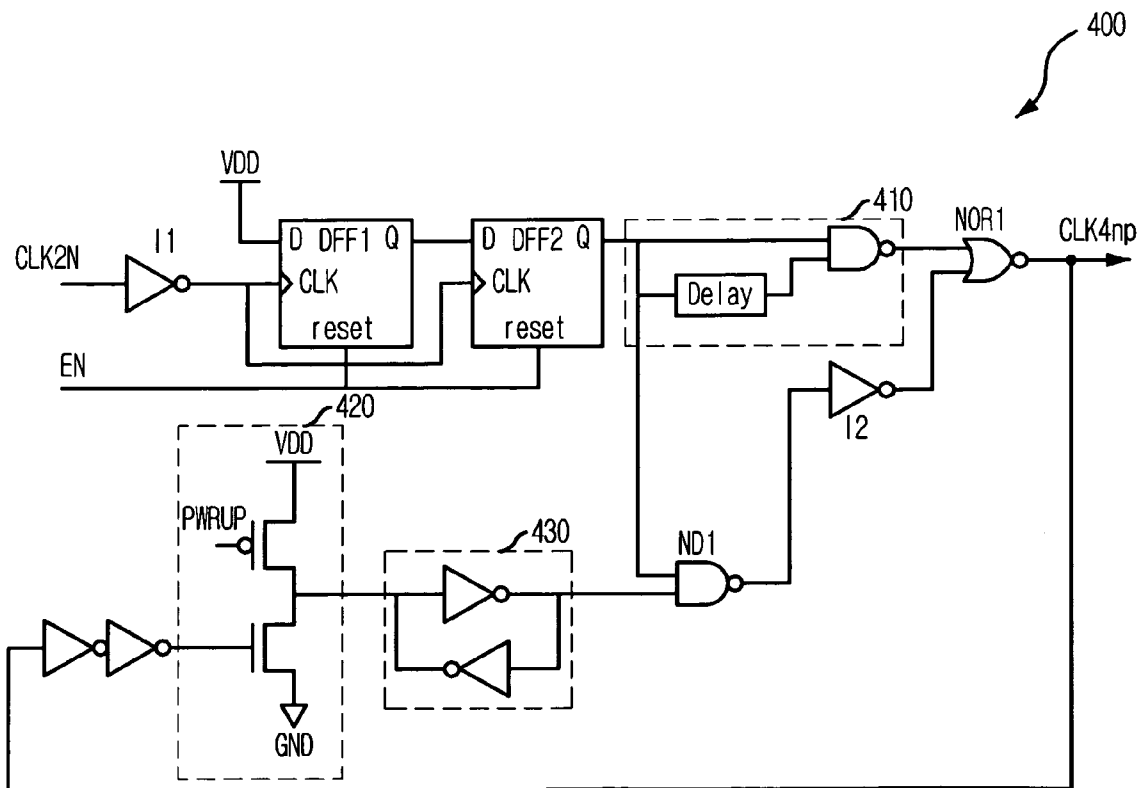 400
VDD
410
NOR1
CLK4np
I1
D DFF1 Q
D DFF2 Q
CLK2N
CLK
CLK
Delay
reset
reset
EN
I2
420
VDD
PWRUP
430
ND1
GND